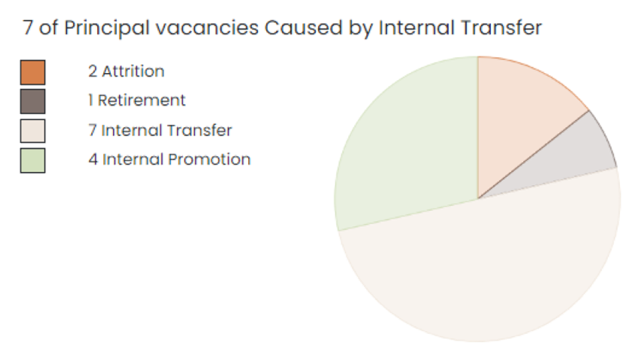 7 of Principal vacancies Caused by Internal Transfer
2 Attrition
1 Retirement
7 Internal Transfer
4 Internal Promotion